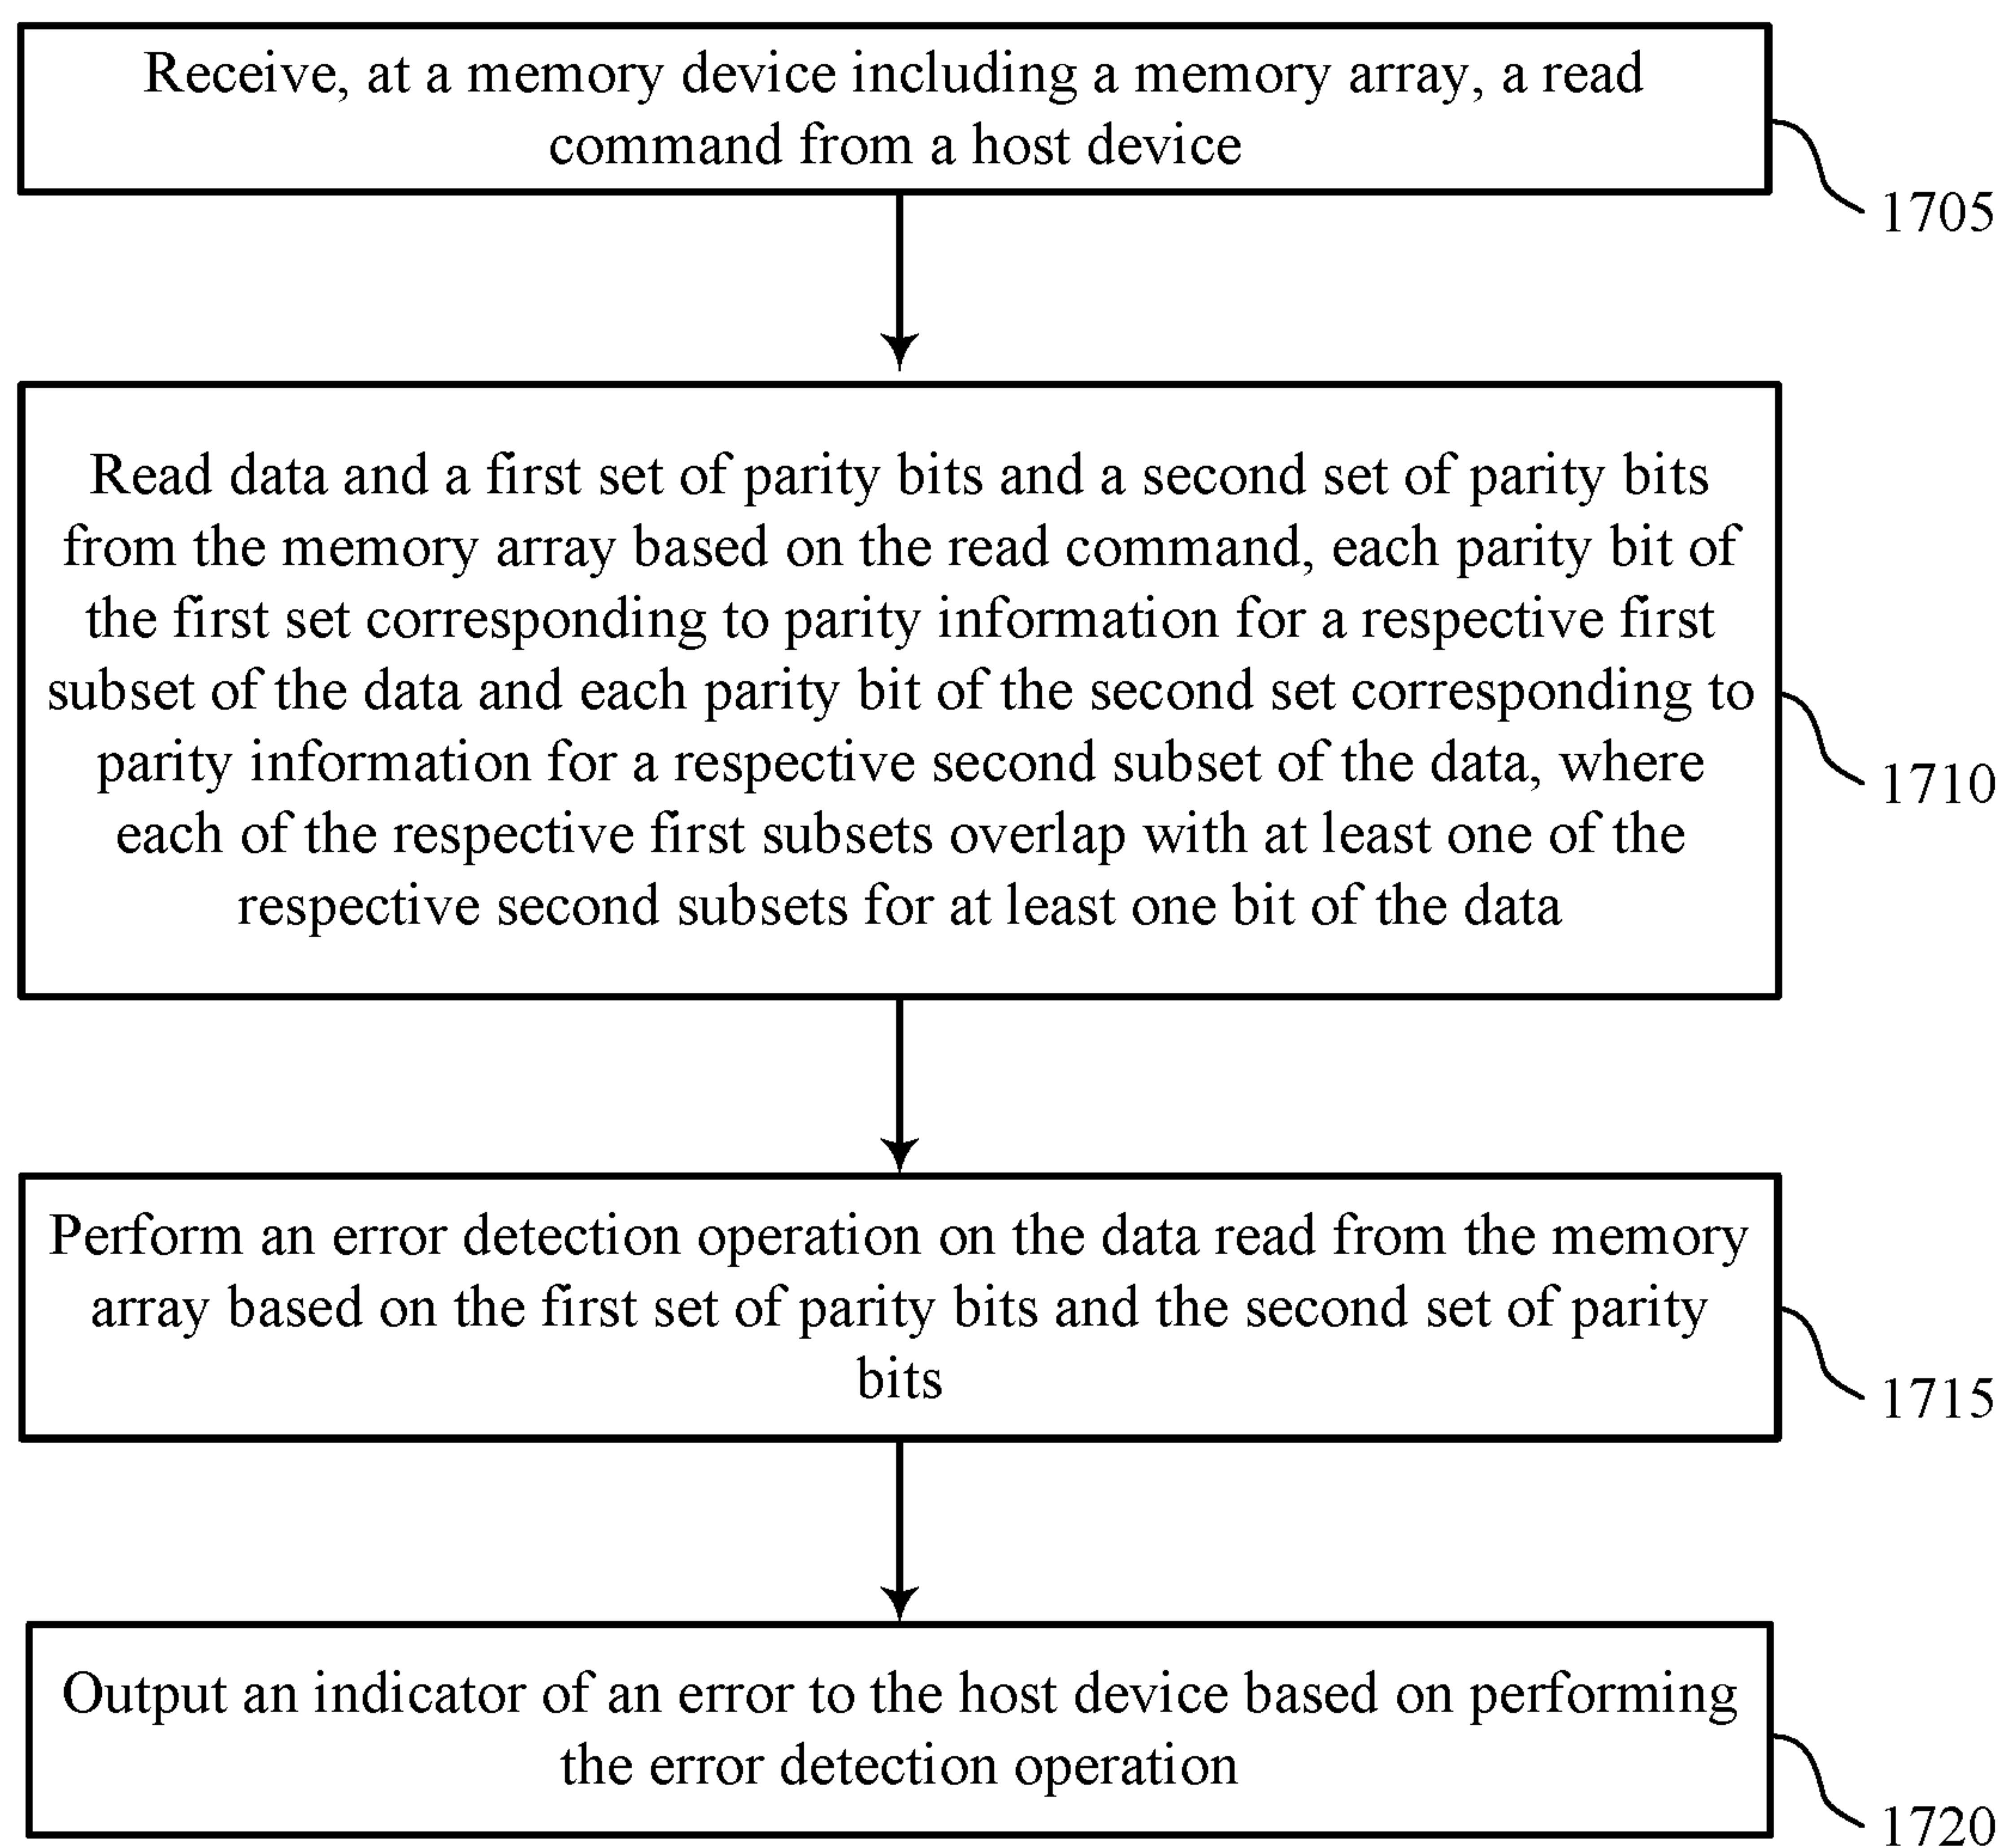 Receive, at a memory device including a memory array, a read
command from a host device
1705
Read data and a first set of parity bits and a second set of parity bits
from the memory array based on the read command, each parity bit of
the first set corresponding to parity information for a respective first
subset of the data and each parity bit of the second set corresponding to
parity information for a respective second subset of the data, where
each of the respective first subsets overlap with at least one of the
respective second subsets for at least one bit of the data
1710
Perform an error detection operation on the data read from the memory
array based on the first set of parity bits and the second set of parity
bits
1715
Output an indicator of an error to the host device based on performing
the error detection operation
1720